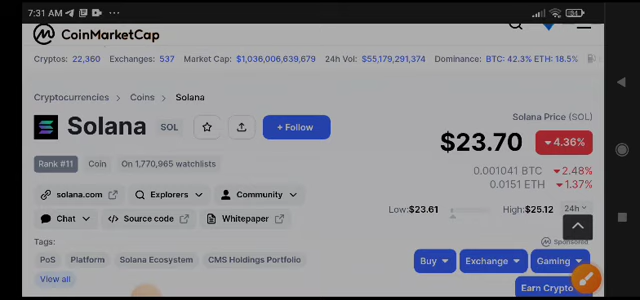 7:31 AM
CoinMarketCap
Cryptos: 22,360 Exchanges: 537 Market Cap: $1,036,006,639,679 24h Vol: $55,179,291,374 Dominance: BTC: 42.3% ETH: 18.5%
Cryptocurrencies > Coins > Solana
Solana SOL + Follow
Solana Price (SOL)
$23.70 4.36%
Rank #11 Coin On 1,770,965 watchlists
0.001041 BTC 2.48%
0.0151 ETH 1.37%
solana.com Explorers Community
Low:$23.61 High:$25.12 24h
Chat Source code Whitepaper
Sponsored
Tags:
PoS Platform Solana Ecosystem CMS Holdings Portfolio
Buy Exchange Gaming
View all
Earn Crypto